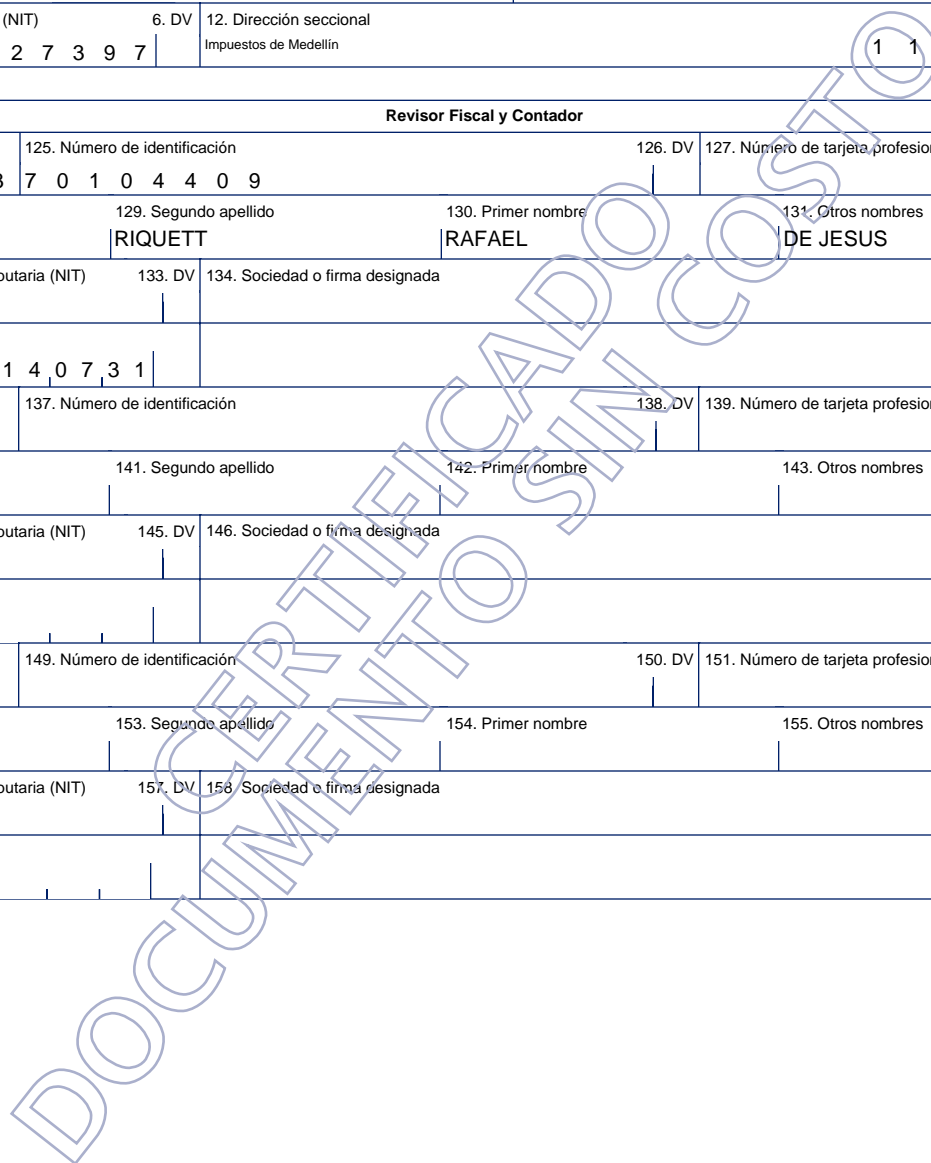 (NIT) 6. DV 12. Dirección seccional
Impuestos de Medellín
2 7 3 9 7 1 1
Revisor Fiscal y Contador
125. Número de identificación 126. DV 127. Número de tarjeta profesion
3 7 0 1 0 4 4 0 9
129. Segundo apellido 130. Primer nombre 131. Otros nombres
RIQUETT RAFAEL DE JESUS
butaria (NIT) 133. DV 134. Sociedad o firma designada
1 4 0 7 3 1
137. Número de identificación 138. DV 139. Número de tarjeta profesion
141. Segundo apellido 142. Primer nombre 143. Otros nombres
butaria (NIT) 145. DV 146. Sociedad o firma designada
149. Número de identificación 150. DV 151. Número de tarjeta profesion
153. Segundo apellido 154. Primer nombre 155. Otros nombres
butaria (NIT) 157. DV 158. Sociedad o firma designada
CERTIFICADO
DOCUMENTO SIN COSTO